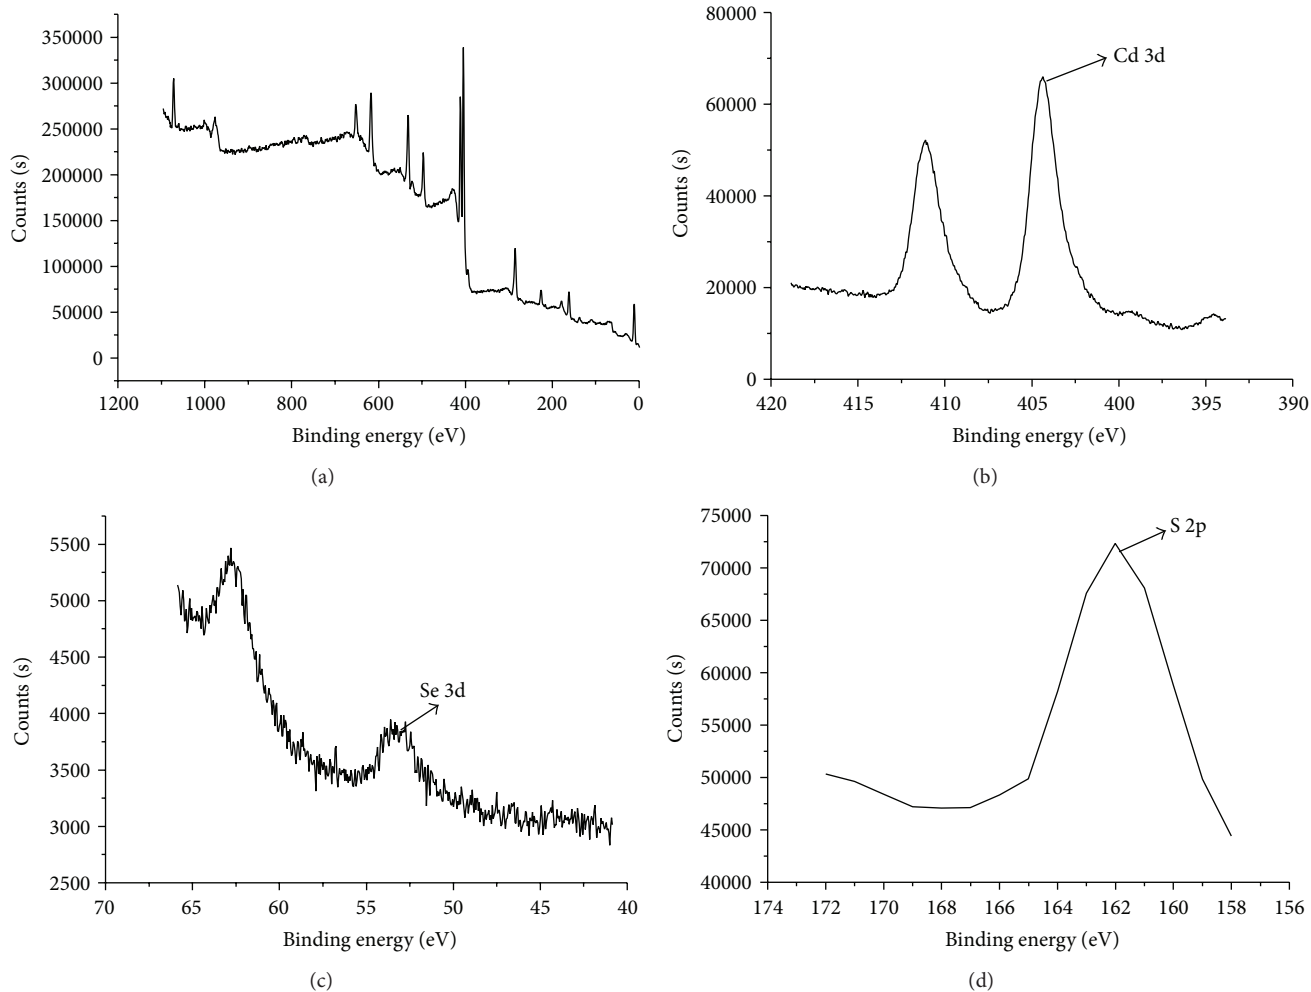 350000
300000
250000
200000
150000
100000
50000
0
Counts (s)
1200 1000 800 600 400 200 0
Binding energy (eV)
(a)
80000
60000
40000
20000
0
Counts (s)
Cd 3d
420 415 410 405 400 395 390
Binding energy (eV)
(b)
5500
5000
4500
4000
3500
3000
2500
Counts (s)
Se 3d
70 65 60 55 50 45 40
Binding energy (eV)
(c)
75000
70000
65000
60000
55000
50000
45000
40000
Counts (s)
S 2p
174 172 170 168 166 164 162 160 158 156
Binding energy (eV)
(d)